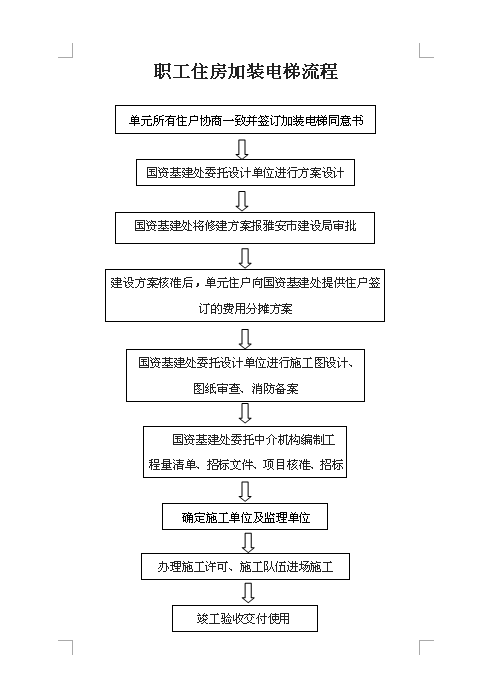 职工住房加装电梯流程
单元所有住户协商一致并签订加装电梯同意书
国资基建处委托设计单位进行方案设计
国资基建处将修建方案报雅安市建设局审批
建设方案核准后，单元住户向国资基建处提供住户签
订的费用分摊方案
国资基建处委托设计单位进行施工图设计、
图纸审查、消防备案
国资基建处委托中介机构编制工
程量清单、招标文件、项目核准、招标
确定施工单位及监理单位
办理施工许可、施工队伍进场施工
竣工验收交付使用